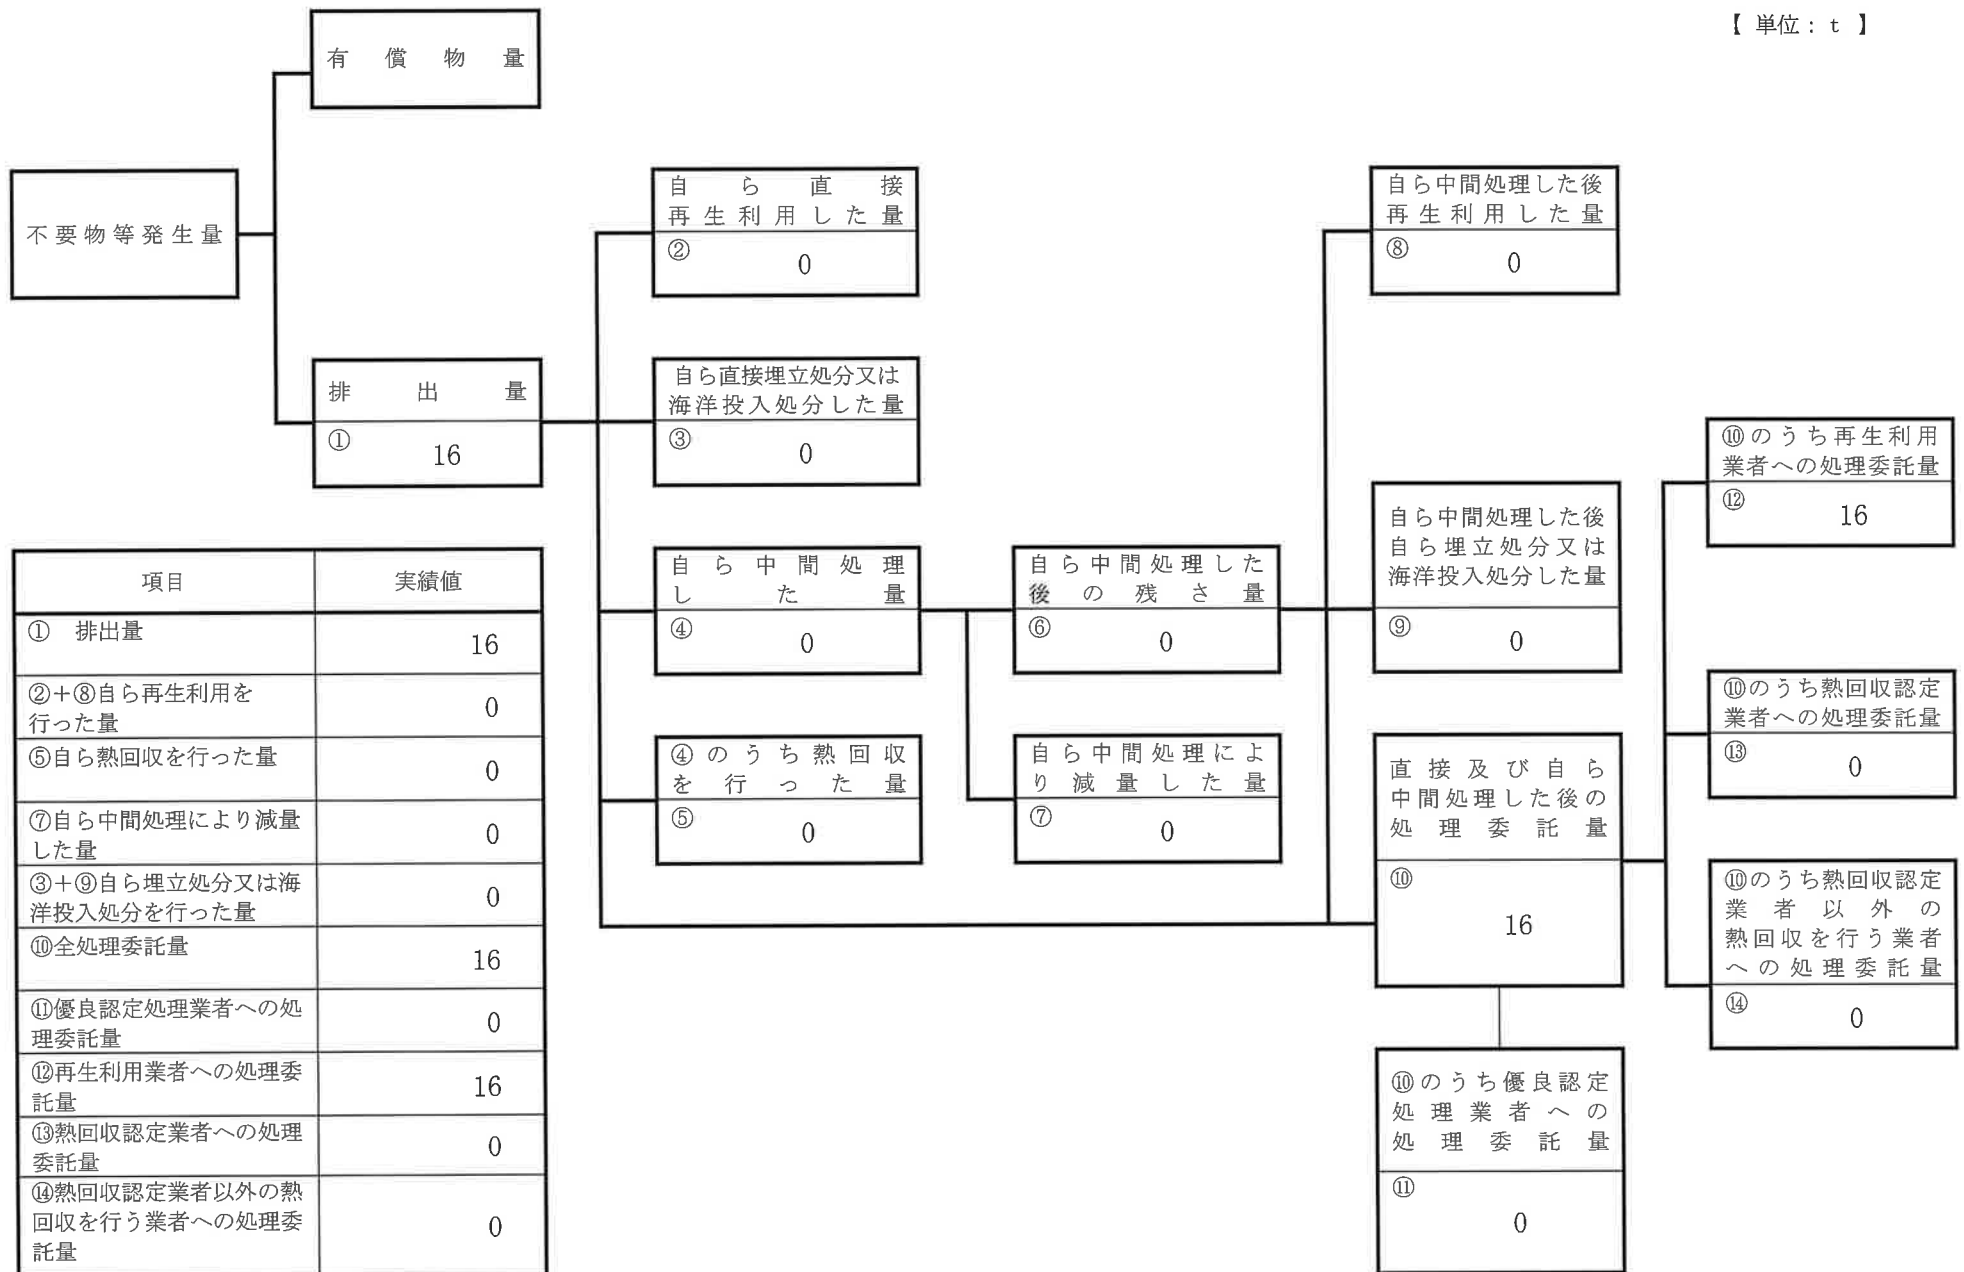 【 単位：t 】
有償物量
不要物等発生量
排出量
①
16
自ら直接
再生利用した量
②
0
自ら直接埋立処分又は
海洋投入処分した量
③
0
自ら中間処理
した量
④
0
④のうち熱回収
を行った量
⑤
0
自ら中間処理した
後の残さ量
⑥
0
自ら中間処理によ
り減量した量
⑦
0
自ら中間処理した後
再生利用した量
⑧
0
自ら中間処理した後
自ら埋立処分又は
海洋投入処分した量
⑨
0
直接及び自ら
中間処理した後の
処理委託量
⑩
16
⑩のうち優良認定
処理業者への
処理委託量
⑪
0
⑩のうち再生利用
業者への処理委託量
⑫
16
⑩のうち熱回収認定
業者への処理委託量
⑬
0
⑩のうち熱回収認定
業者以外の
熱回収を行う業者
への処理委託量
⑭
0
項目 実績値
① 排出量 16
②＋⑧自ら再生利用を
行った量 0
⑤自ら熱回収を行った量 0
⑦自ら中間処理により減量
した量 0
③＋⑨自ら埋立処分又は海
洋投入処分を行った量 0
⑩全処理委託量 16
⑪優良認定処理業者への処
理委託量 0
⑫再生利用業者への処理委
託量 16
⑬熱回収認定業者への処理
委託量 0
⑭熱回収認定業者以外の熱
回収を行う業者への処理委
託量 0